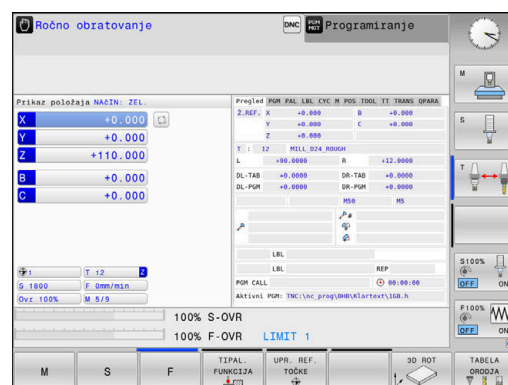 Ročno obratovanje
DNC
PGM MGT
Programiranje
Prikaz položaja NAčIN: ŽEL.
X +0.000
Y +0.000
Z +110.000
B +0.000
C +0.000
1 T 12 Z
S 1800 F 0mm/min
Ovr 100% M 5/9
Pregled PGM PAL LBL CYC M POS TOOL TT TRANS QPARA
Ž.REF. X +0.000 B +0.000
Y +0.000 C +0.000
Z +0.000
T : 12 MILL_D24_ROUGH
L +90.0000 R +12.0000
DL-TAB +0.0000 DR-TAB +0.0000
DL-PGM +0.0000 DR-PGM +0.0000
M50 M5
LBL
LBL REP
PGM CALL 00:00:00
Aktivni PGM: TNC:\nc_prog\BHB\Klartext\1GB.h
100% S-OVR
100% F-OVR LIMIT 1
M
S
T
S100%
OFF ON
F100%
OFF ON
M
S
F
TIPAL.
FUNKCIJA
UPR. REF.
TOČKE
3D ROT
TABELA
ORODJA